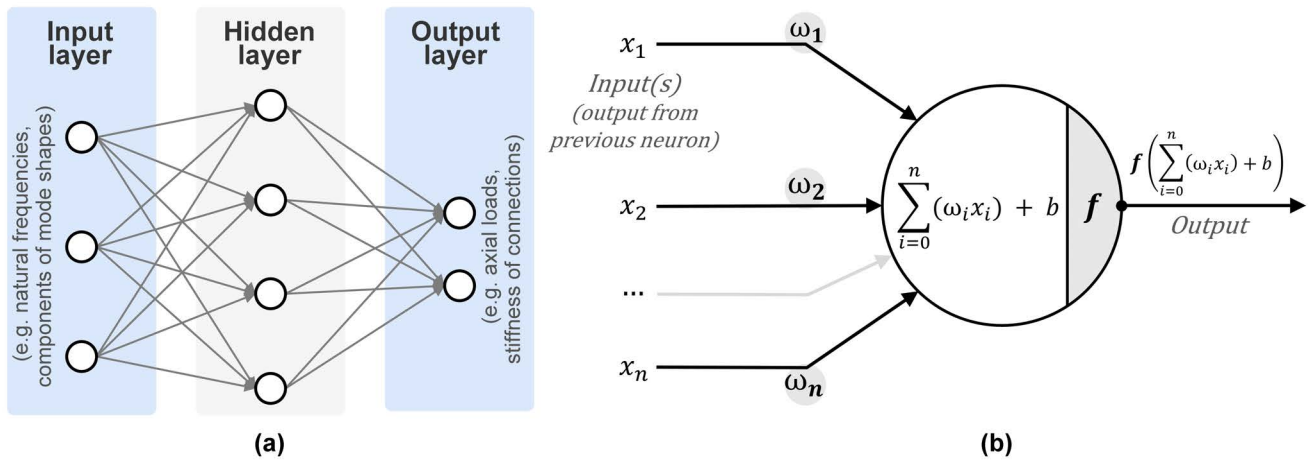 Input
layer
Hidden
layer
Output
layer
(e.g. natural frequencies,
components of mode shapes)
(e.g. axial loads,
stiffness of connections)
(a)
x₁
ω₁
Input(s)
(output from
previous neuron)
x₂
ω₂
...
xₙ
ωₙ
n
∑(ωᵢxᵢ) + b
i=0
f
f(∑(ωᵢxᵢ) + b)
n
i=0
Output
(b)